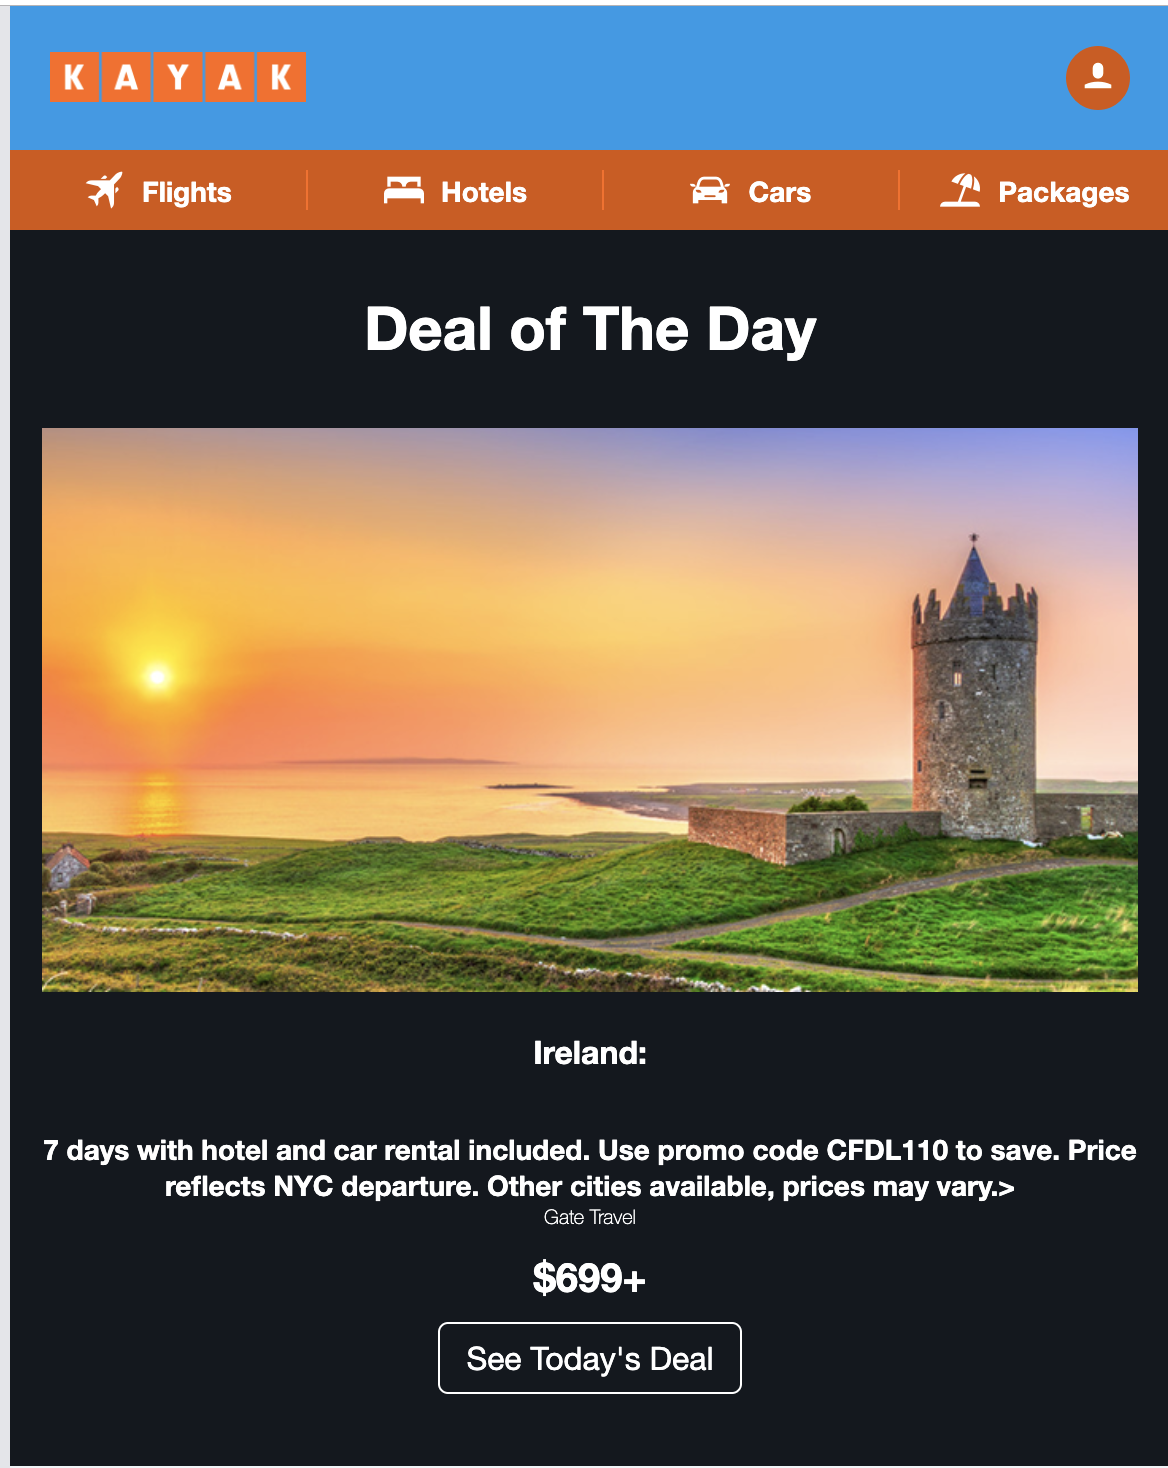 KAYAK
Flights
Hotels
Cars
Packages
Deal of The Day
Ireland:
7 days with hotel and car rental included. Use promo code CFDL110 to save. Price
reflects NYC departure. Other cities available, prices may vary.>
Gate Travel
$699+
See Today's Deal